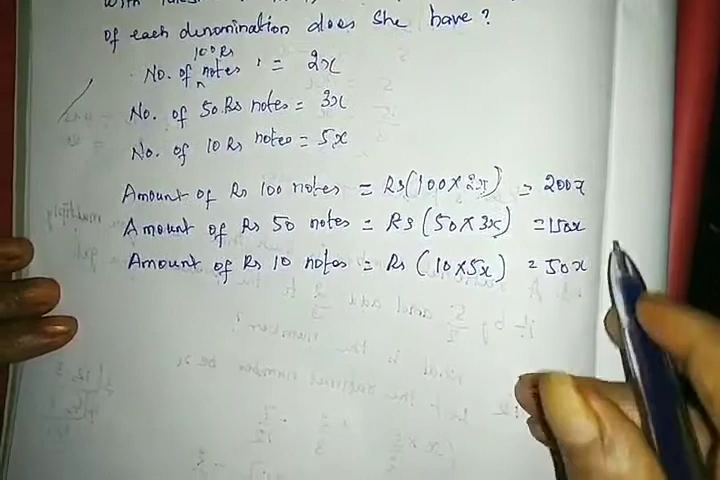 of each denomination does she have?
100 Rs
No. of notes = 2x
No. of 50 Rs notes = 3x
No. of 10 Rs notes = 5x
Amount of Rs 100 notes = Rs (100 x 2x) = 200x
Amount of Rs 50 notes = Rs (50 x 3x) = 150x
Amount of Rs 10 notes = Rs (10 x 5x) = 50x